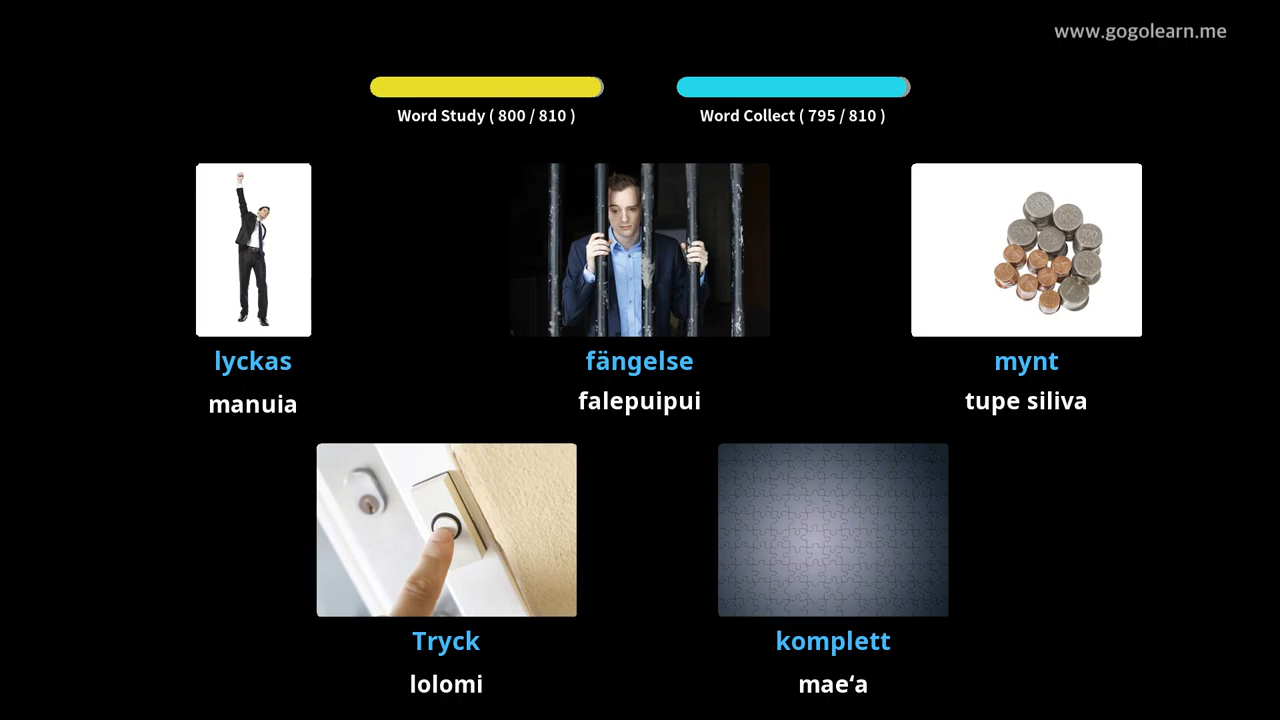 www.gogolearn.me
Word Study ( 800 / 810 )
Word Collect ( 795 / 810 )
lyckas
manuia
fängelse
falepuipui
mynt
tupe siliva
Tryck
lolomi
komplett
maeʻa